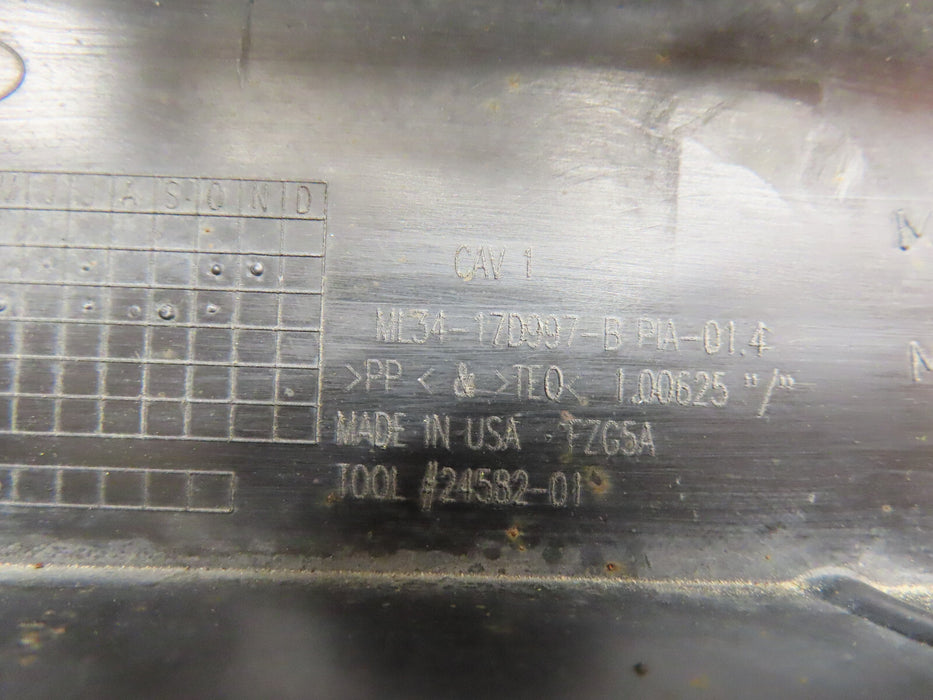 M J J A S O N D
CAV 1
ML34-17D997-B PIA-01.4
>PP < & >TEO< 1.00625 "/"
MADE IN USA FZG5A
TOOL #24582-01
M
M